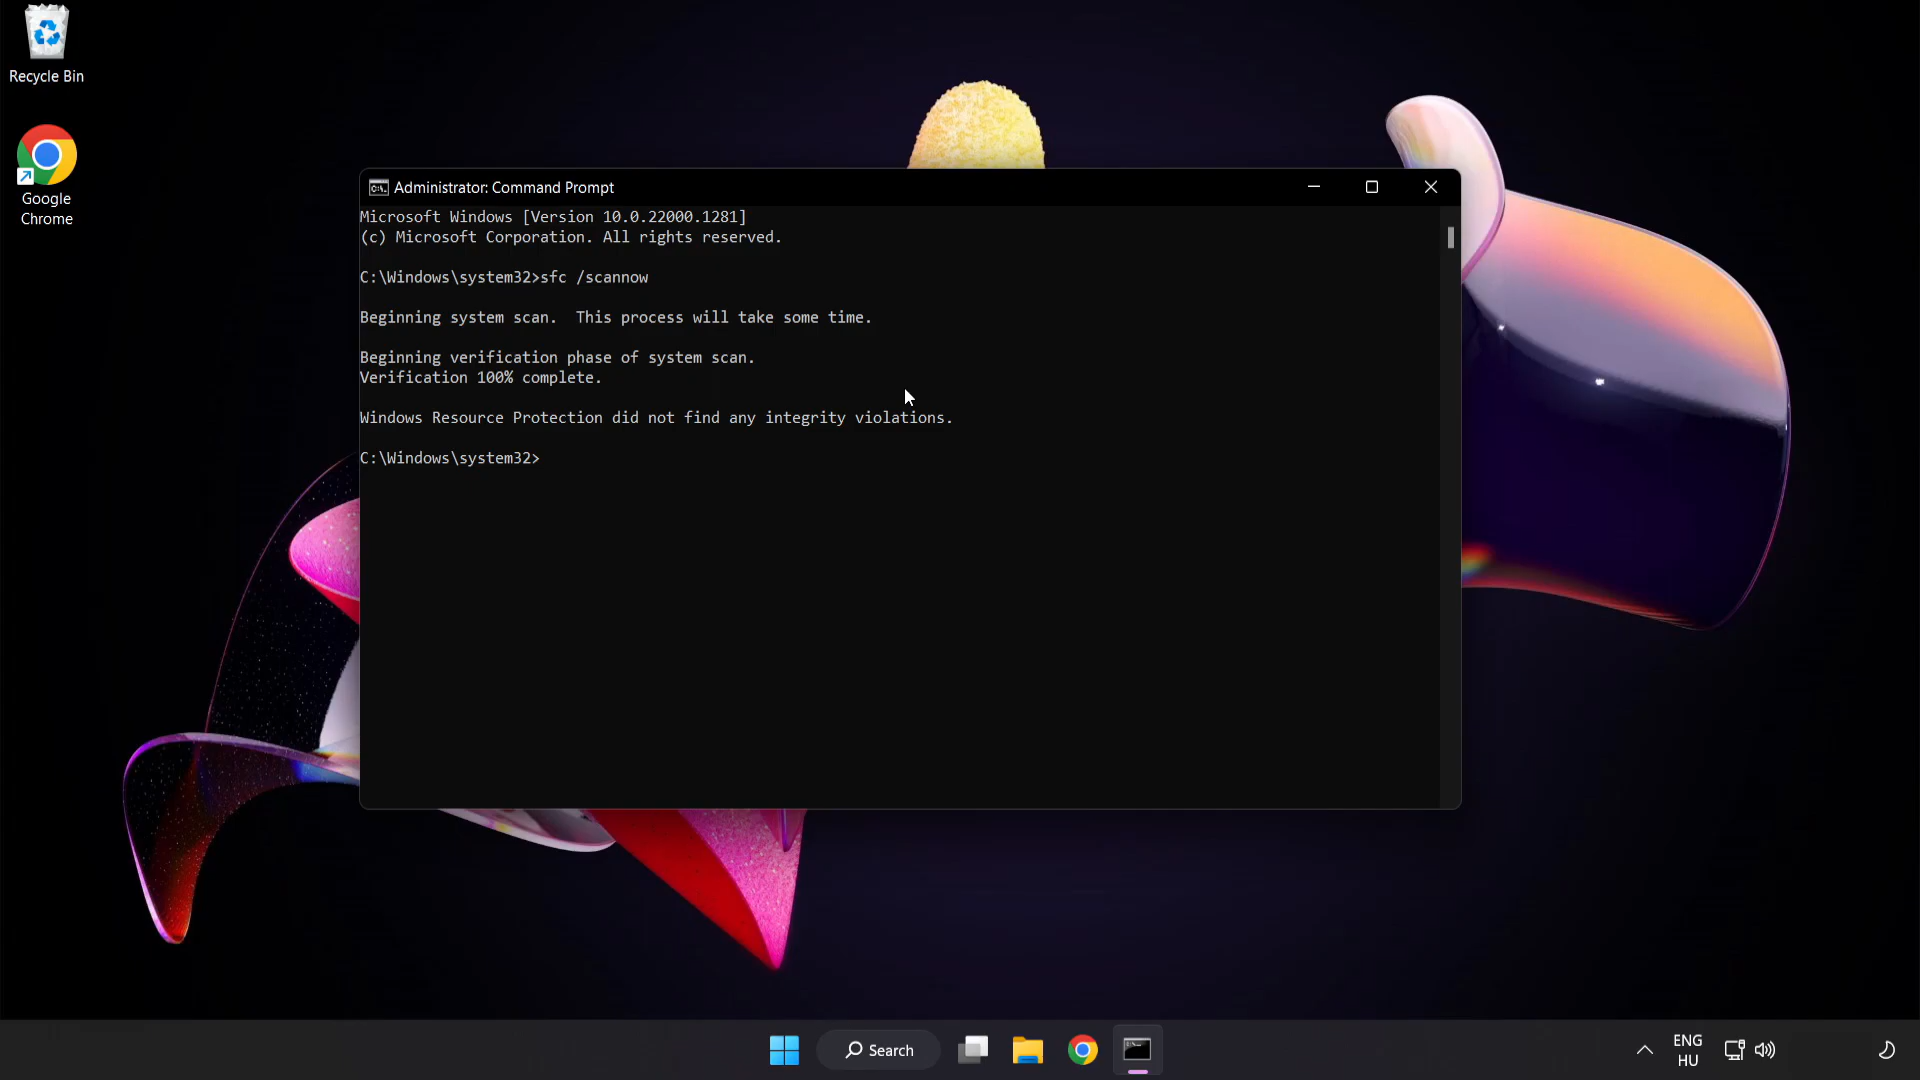 Recycle Bin
Google
Chrome
Administrator: Command Prompt
Microsoft Windows [Version 10.0.22000.1281]
(c) Microsoft Corporation. All rights reserved.
C:\Windows\system32>sfc /scannow
Beginning system scan.  This process will take some time.
Beginning verification phase of system scan.
Verification 100% complete.
Windows Resource Protection did not find any integrity violations.
C:\Windows\system32>
Search
ENG
HU